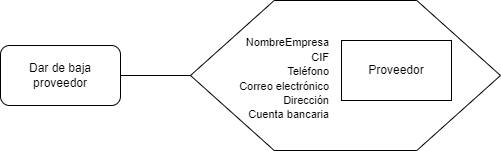 Dar de baja
proveedor
NombreEmpresa
CIF
Teléfono
Correo electrónico
Dirección
Cuenta bancaria
Proveedor